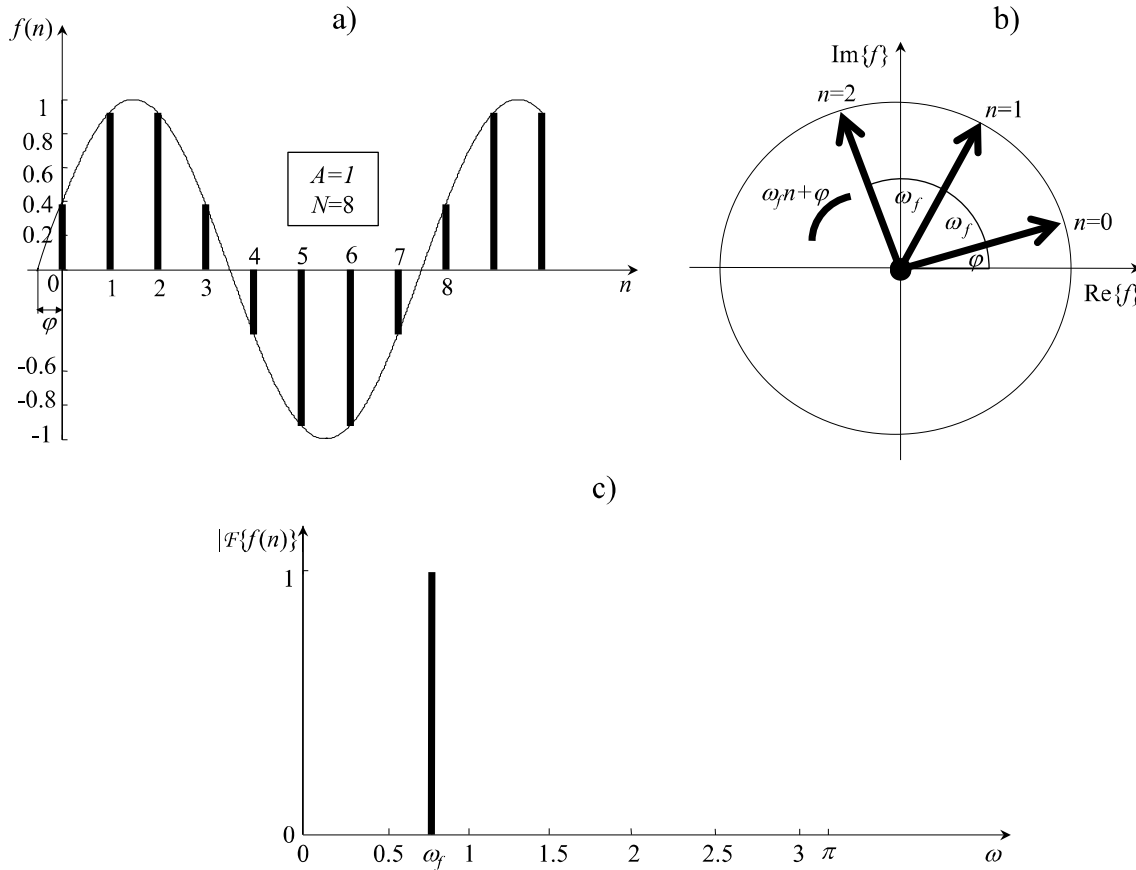 a)
f(n)
1
0.8
0.6
0.4
0.2
0
A=1
N=8
1 2 3 4 5 6 7 8 n
φ
-0.6
-0.8
-1
b)
Im{f}
n=2
n=1
n=0
ω_f n+φ
ω_f
ω_f
φ
Re{f}
c)
|ℱ{f(n)}
1
0
0 0.5 ω_f 1 1.5 2 2.5 3 π ω